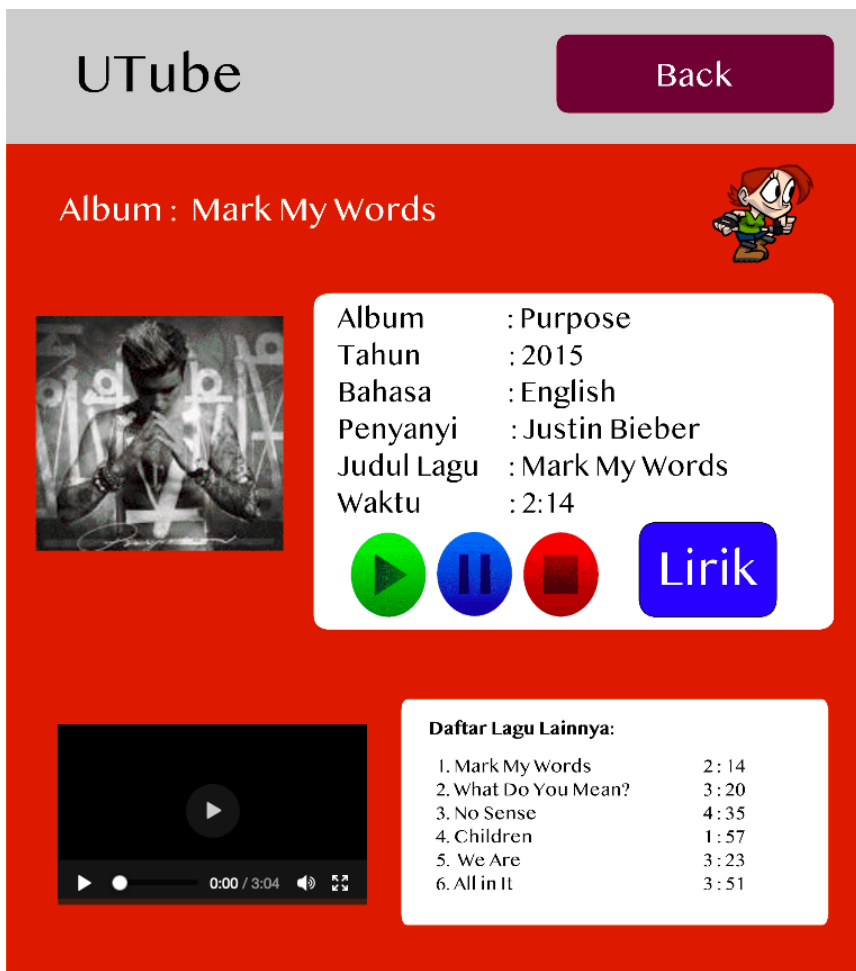 UTube
Back
Album : Mark My Words
Album : Purpose
Tahun : 2015
Bahasa : English
Penyanyi : Justin Bieber
Judul Lagu : Mark My Words
Waktu : 2:14
Lirik
Daftar Lagu Lainnya:
1. Mark My Words 2 : 14
2. What Do You Mean? 3 : 20
3. No Sense 4 : 35
4. Children 1 : 57
5. We Are 3 : 23
6. All in It 3 : 51
0:00 / 3:04